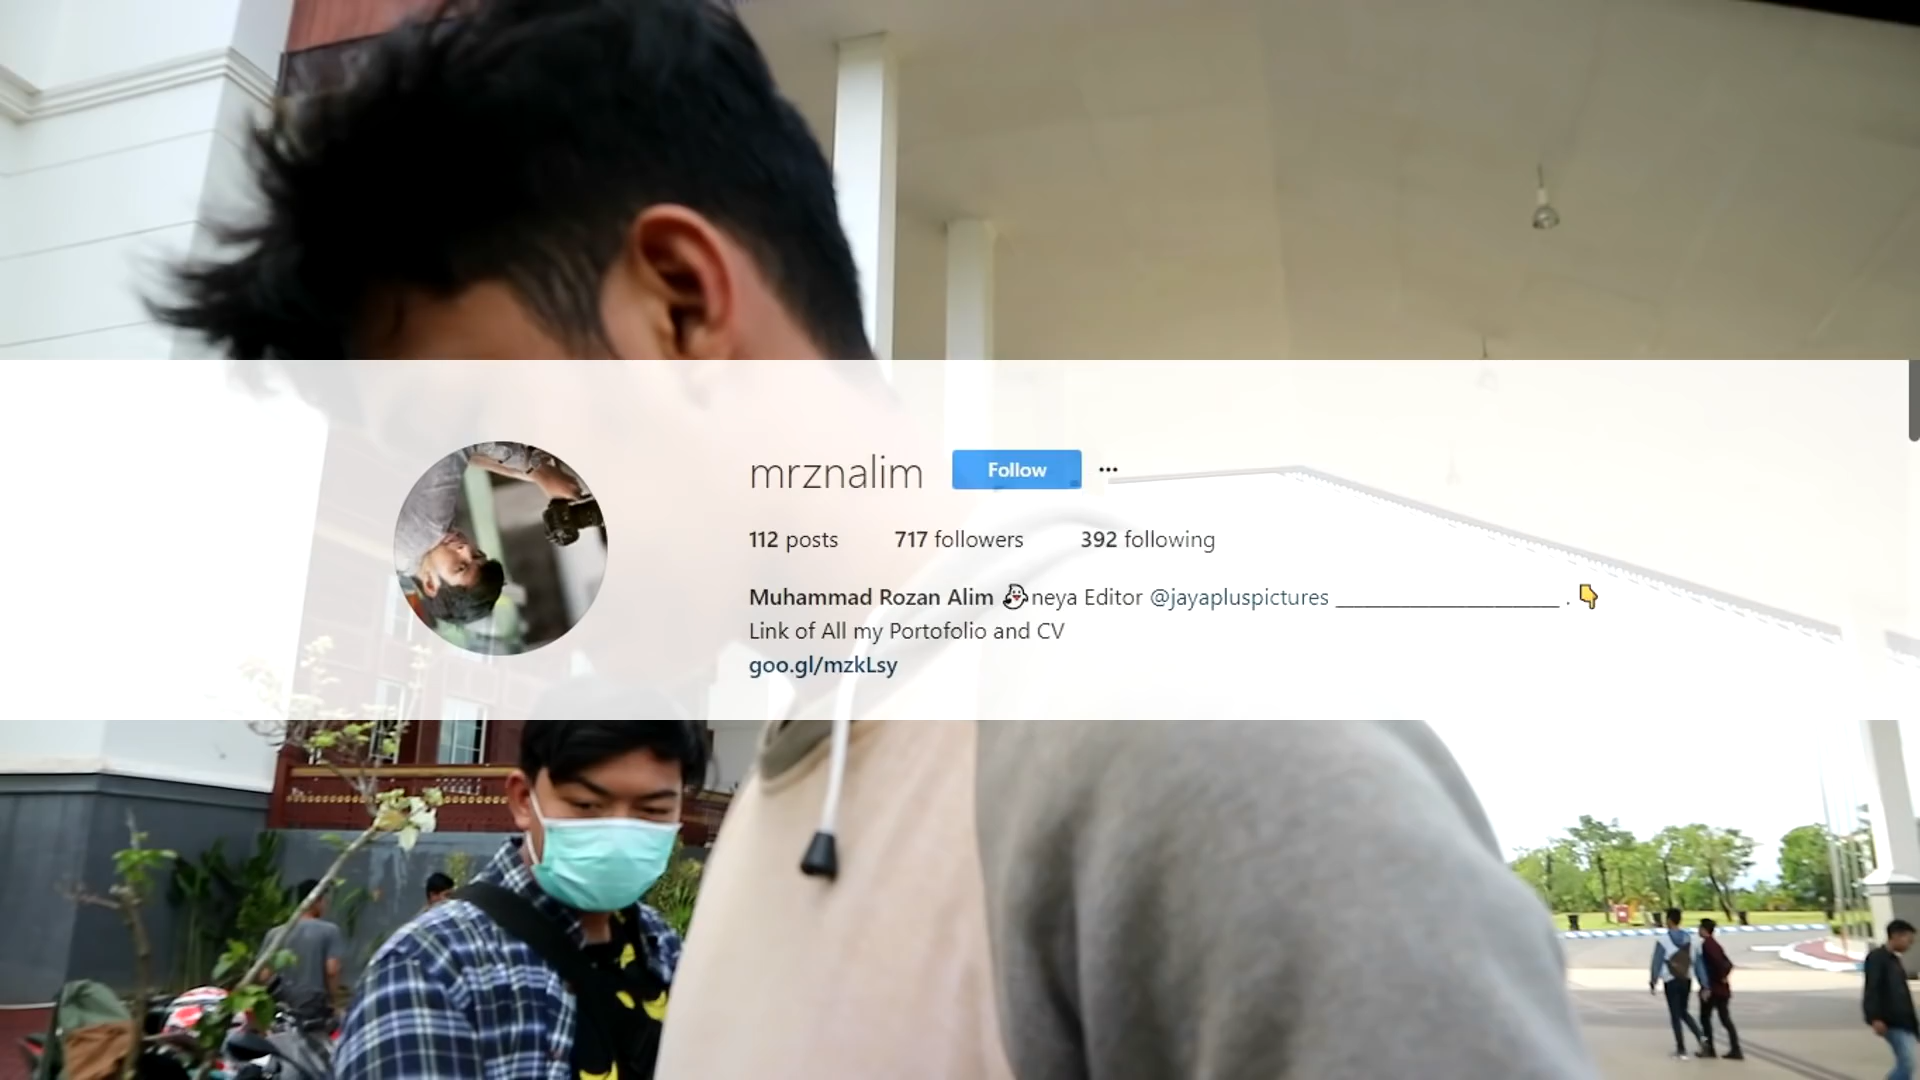 mrznalim Follow ...
112 posts 717 followers 392 following
Muhammad Rozan Alim 👻neya Editor @jayapluspictures ______________________ . 👇
Link of All my Portofolio and CV
goo.gl/mzkLsy